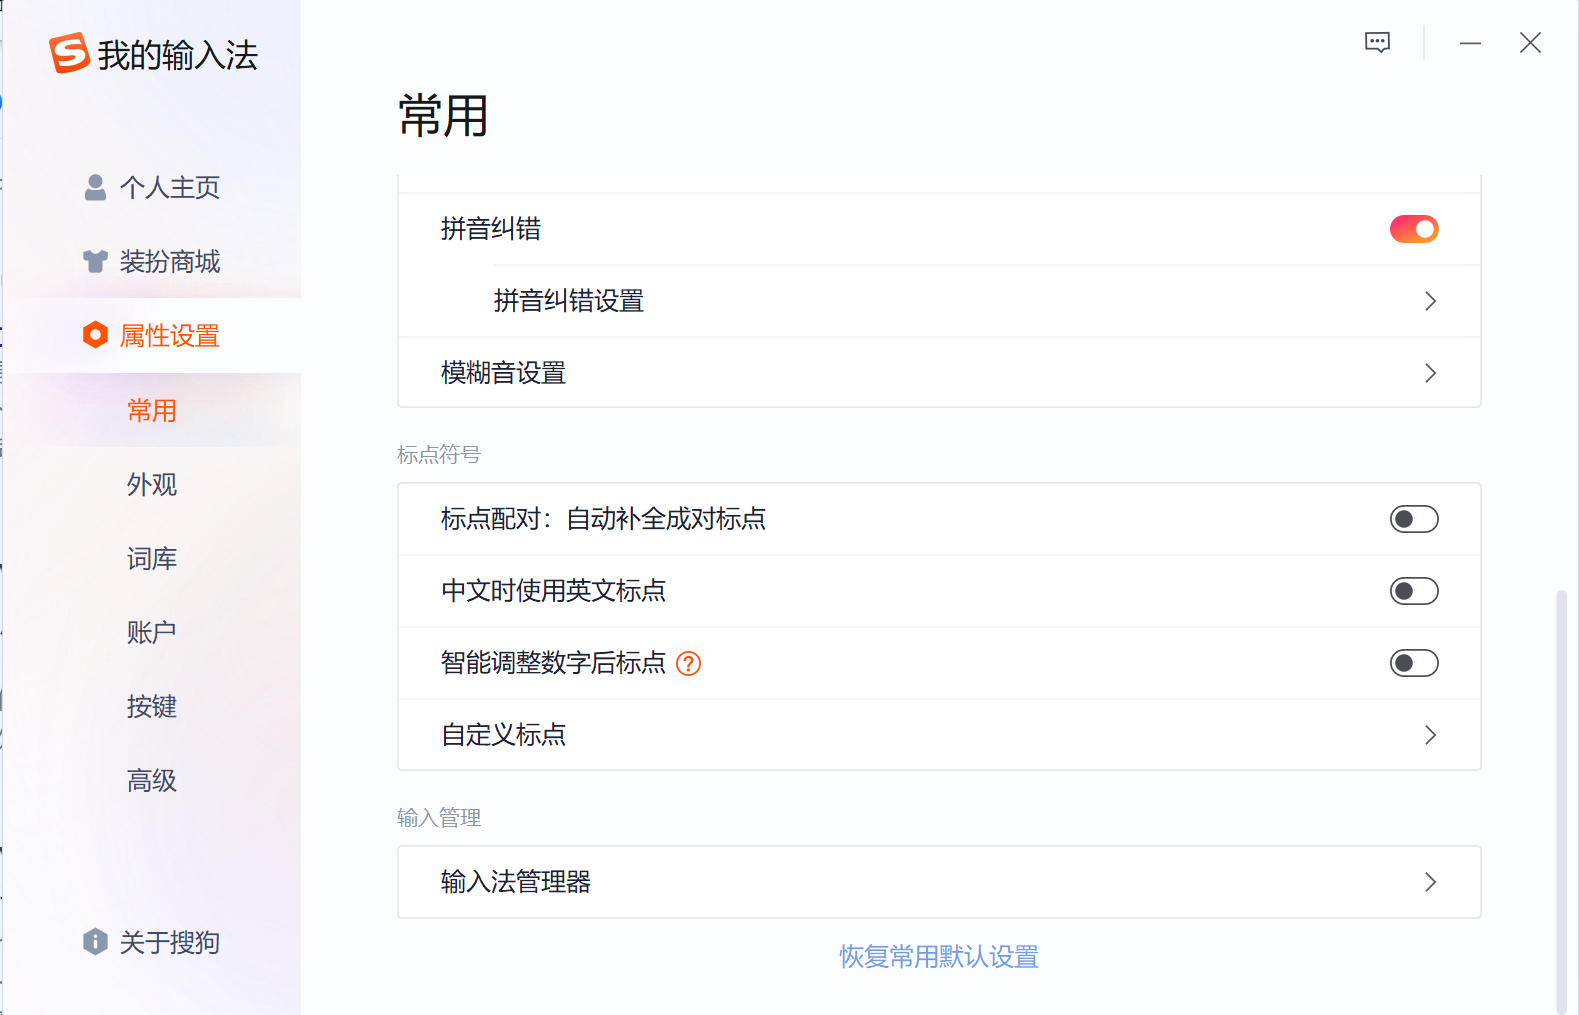 我的输入法
个人主页
装扮商城
属性设置
常用
外观
词库
账户
按键
高级
关于搜狗
常用
拼音纠错
拼音纠错设置
模糊音设置
标点符号
标点配对：自动补全成对标点
中文时使用英文标点
智能调整数字后标点
自定义标点
输入管理
输入法管理器
恢复常用默认设置